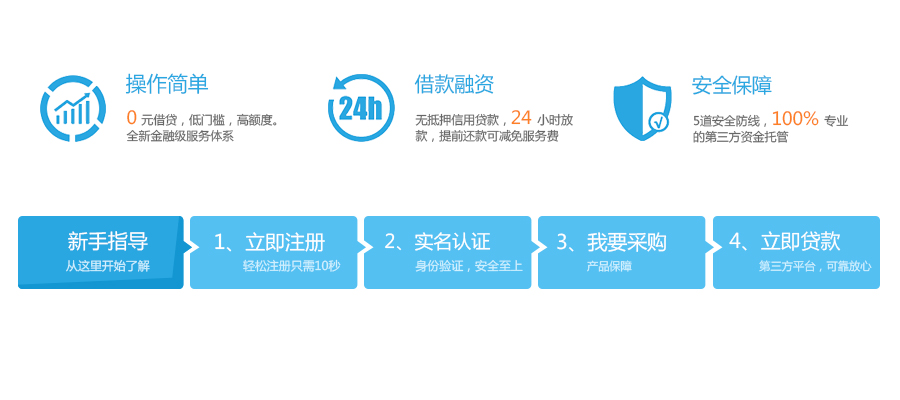 操作简单
0 元借贷，低门槛，高额度。
全新金融级服务体系
24h
借款融资
无抵押信用贷款，24 小时放
款，提前还款可减免服务费
安全保障
5道安全防线，100% 专业
的第三方资金托管
新手指导
从这里开始了解
1、立即注册
轻松注册只需10秒
2、实名认证
身份验证，安全至上
3、我要采购
产品保障
4、立即贷款
第三方平台，可靠放心